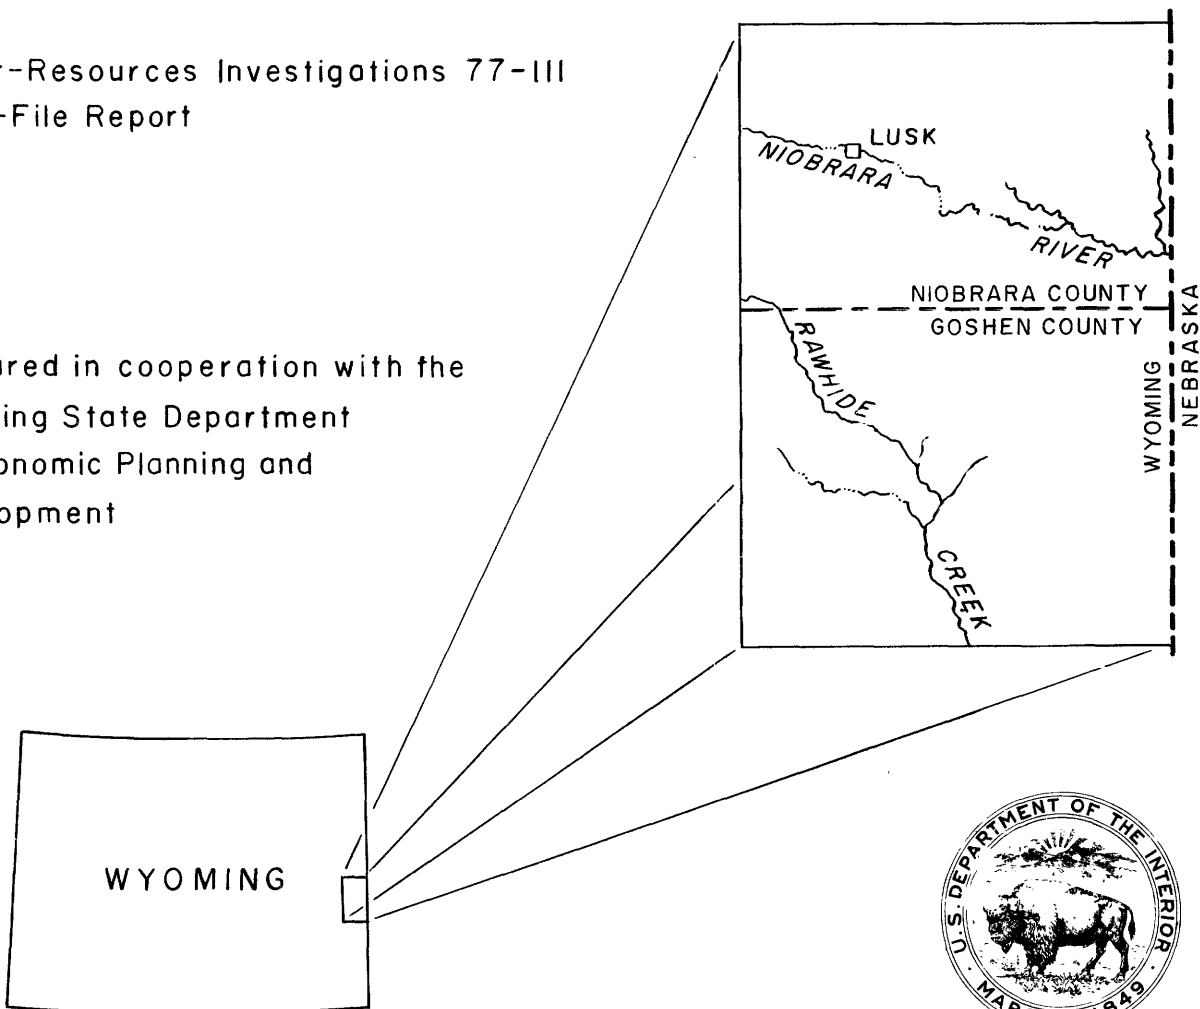 -Resources Investigations 77-111
-File Report
LUSK
NIOBRARA
RIVER
NIOBRARA COUNTY
GOSHEN COUNTY
RAWHIDE
CREEK
WYOMING
NEBRASKA
ared in cooperation with the
ing State Department
onomic Planning and
opment
WYOMING
U.S. DEPARTMENT OF THE INTERIOR
1849